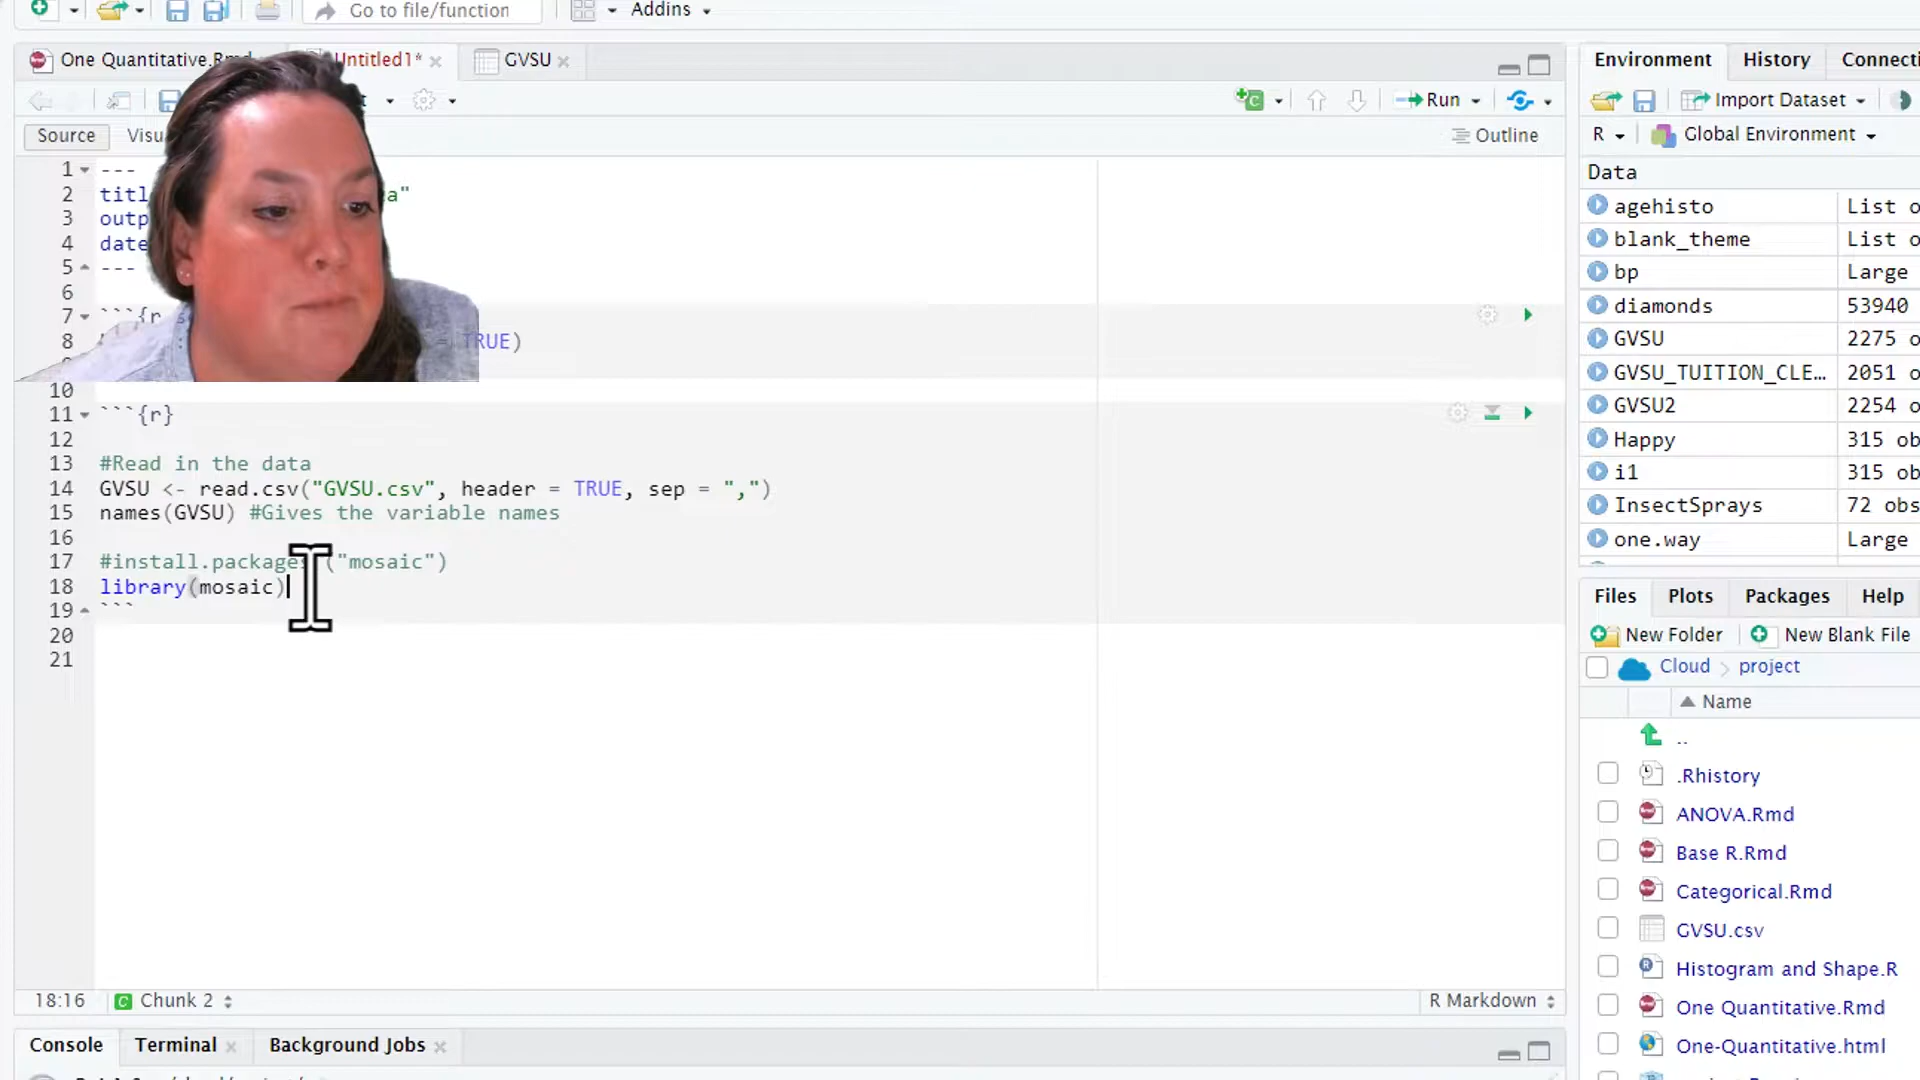 Go to file/function
Addins
One Quantitative.Rmd
Untitled1*
GVSU
Run
Source
Outline
1 ---
2
3
4 date
5 ---
6
7 ```{r
8 TRUE)
10
11 ```{r}
12
13 #Read in the data
14 GVSU <- read.csv("GVSU.csv", header = TRUE, sep = ",")
15 names(GVSU) #Gives the variable names
16
17 #install.packages ("mosaic")
18 library(mosaic)
19 ```
20
21
18:16
Chunk 2
R Markdown
Console
Terminal
Background Jobs
Environment
History
Import Dataset
R
Global Environment
Data
agehisto List o
blank_theme List o
bp Large
diamonds 53940
GVSU 2275 o
GVSU_TUITION_CLE... 2051 o
GVSU2 2254 o
Happy 315 ob
i1 315 ob
InsectSprays 72 obs
one.way Large
Files
Plots
Packages
Help
New Folder
New Blank File
Cloud > project
Name
..
.Rhistory
ANOVA.Rmd
Base R.Rmd
Categorical.Rmd
GVSU.csv
Histogram and Shape.R
One Quantitative.Rmd
One-Quantitative.html